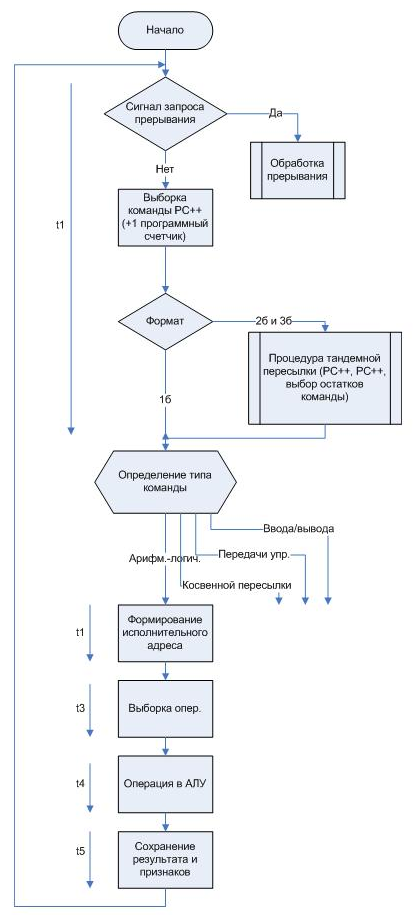 Начало
Сигнал запроса
прерывания
Да
Обработка
прерывания
Нет
Выборка
команды PC++
(+1 программный
счетчик)
t1
Формат
2б и 3б
Процедура тандемной
пересылки (PC++, PC++,
выбор остатков
команды)
1б
Определение типа
команды
Ввода/вывода
Передачи упр.
Арифм.-логич.
Косвенной пересылки
t1
Формирование
исполнительного
адреса
t3
Выборка опер.
t4
Операция в АЛУ
t5
Сохранение
результата и
признаков